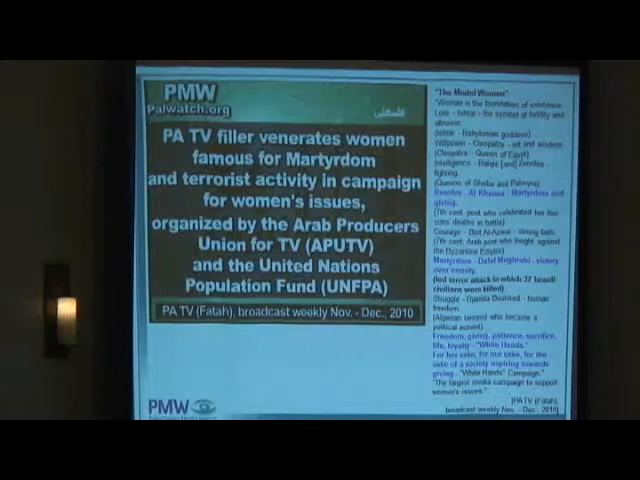 PMW
Palwatch.org
PA TV filler venerates women
famous for Martyrdom
and terrorist activity in campaign
for women's issues,
organized by the Arab Producers
Union for TV (APUTV)
and the United Nations
Population Fund (UNFPA)
PA TV (Fatah), broadcast weekly Nov. - Dec., 2010
PMW
"The Model Women"
"Woman is the foundation of existence.
Love - Ishtar - the symbol of fertility and
altruism
(Ishtar - Babylonian goddess)
Willpower - Cleopatra - wit and wisdom.
(Cleopatra - Queen of Egypt)
Intelligence - Balqis [and] Zenobia -
fighting.
(Queens of Sheba and Palmyra)
Resolve - Al Khansa - Martyrdom and
giving.
(7th cent. poet who celebrated her four
sons' deaths in battle)
Courage - Bint Al-Azwar - strong faith.
(7th cent. Arab poet who fought against
the Byzantine Empire)
Martyrdom - Dalal Mughrabi - victory
over enemy.
(led terror attack in which 37 Israeli
civilians were killed)
Struggle - Djamila Bouhired - human
freedom
(Algerian terrorist who became a
political activist)
Freedom, giving, patience, sacrifice,
life, loyalty - "White Hands."
For her sake, for our sake, for the
sake of a society aspiring towards
giving - "White Hands" Campaign."
"The largest media campaign to support
women's issues."
[PA TV (Fatah),
broadcast weekly Nov. - Dec., 2010]